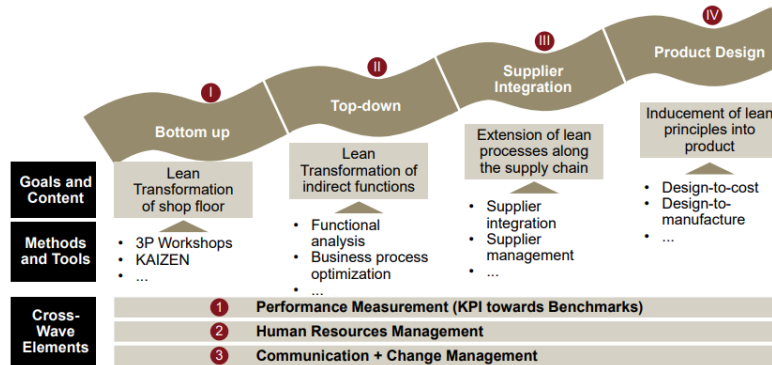 I
Bottom up
II
Top-down
III
Supplier
Integration
IV
Product Design
Goals and
Content
Lean
Transformation
of shop floor
Lean
Transformation of
indirect functions
Extension of lean
processes along
the supply chain
Inducement of lean
principles into
product
Methods
and Tools
• 3P Workshops
• KAIZEN
• ...
• Functional
analysis
• Business process
optimization
• ...
• Supplier
integration
• Supplier
management
• ...
• Design-to-cost
• Design-to-
manufacture
• ...
Cross-
Wave
Elements
1 Performance Measurement (KPI towards Benchmarks)
2 Human Resources Management
3 Communication + Change Management